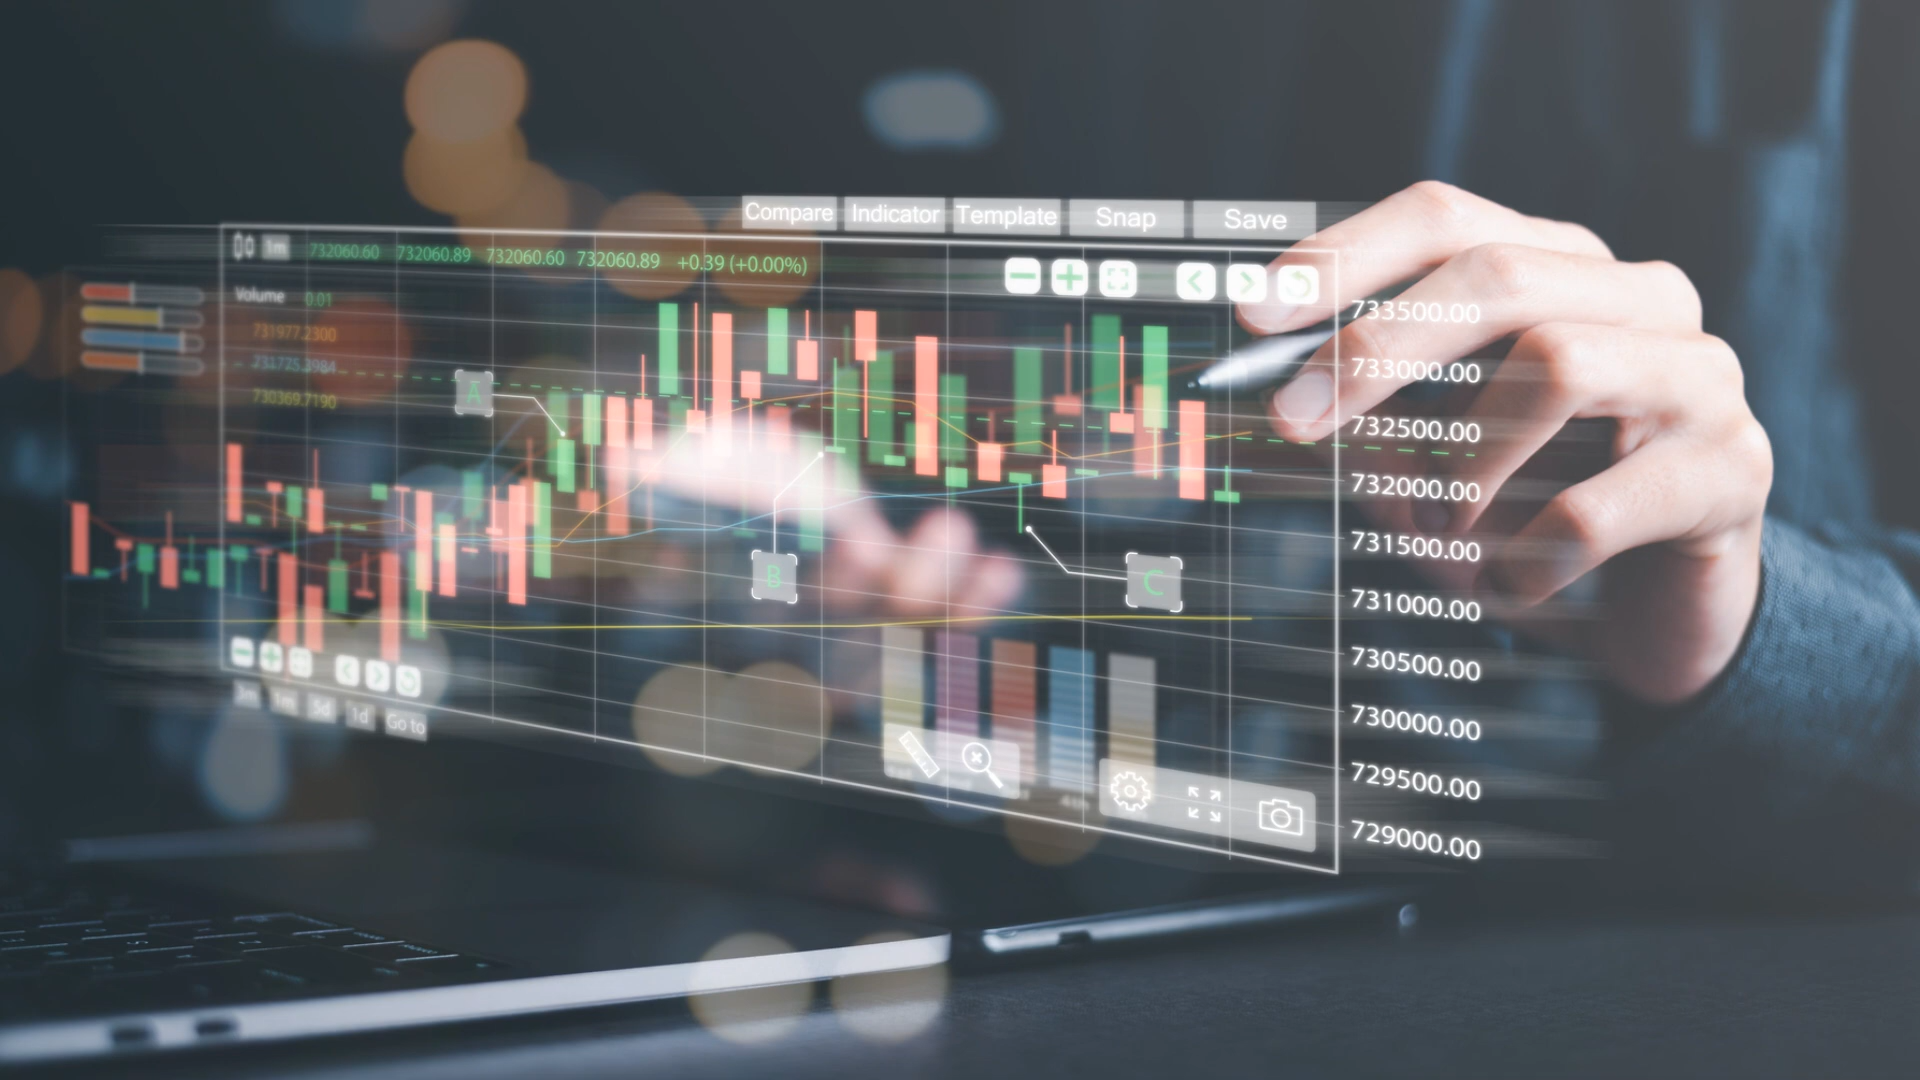 Compare Indicator Template Snap Save
1m 732060.60 732060.89 732060.60 732060.89 +0.39 (+0.00%)
Volume 0.01
731977.2300
731725.3984
730369.7190
A
B
C
733500.00
733000.00
732500.00
732000.00
731500.00
731000.00
730500.00
730000.00
729500.00
729000.00
1m 5d 1d Go to